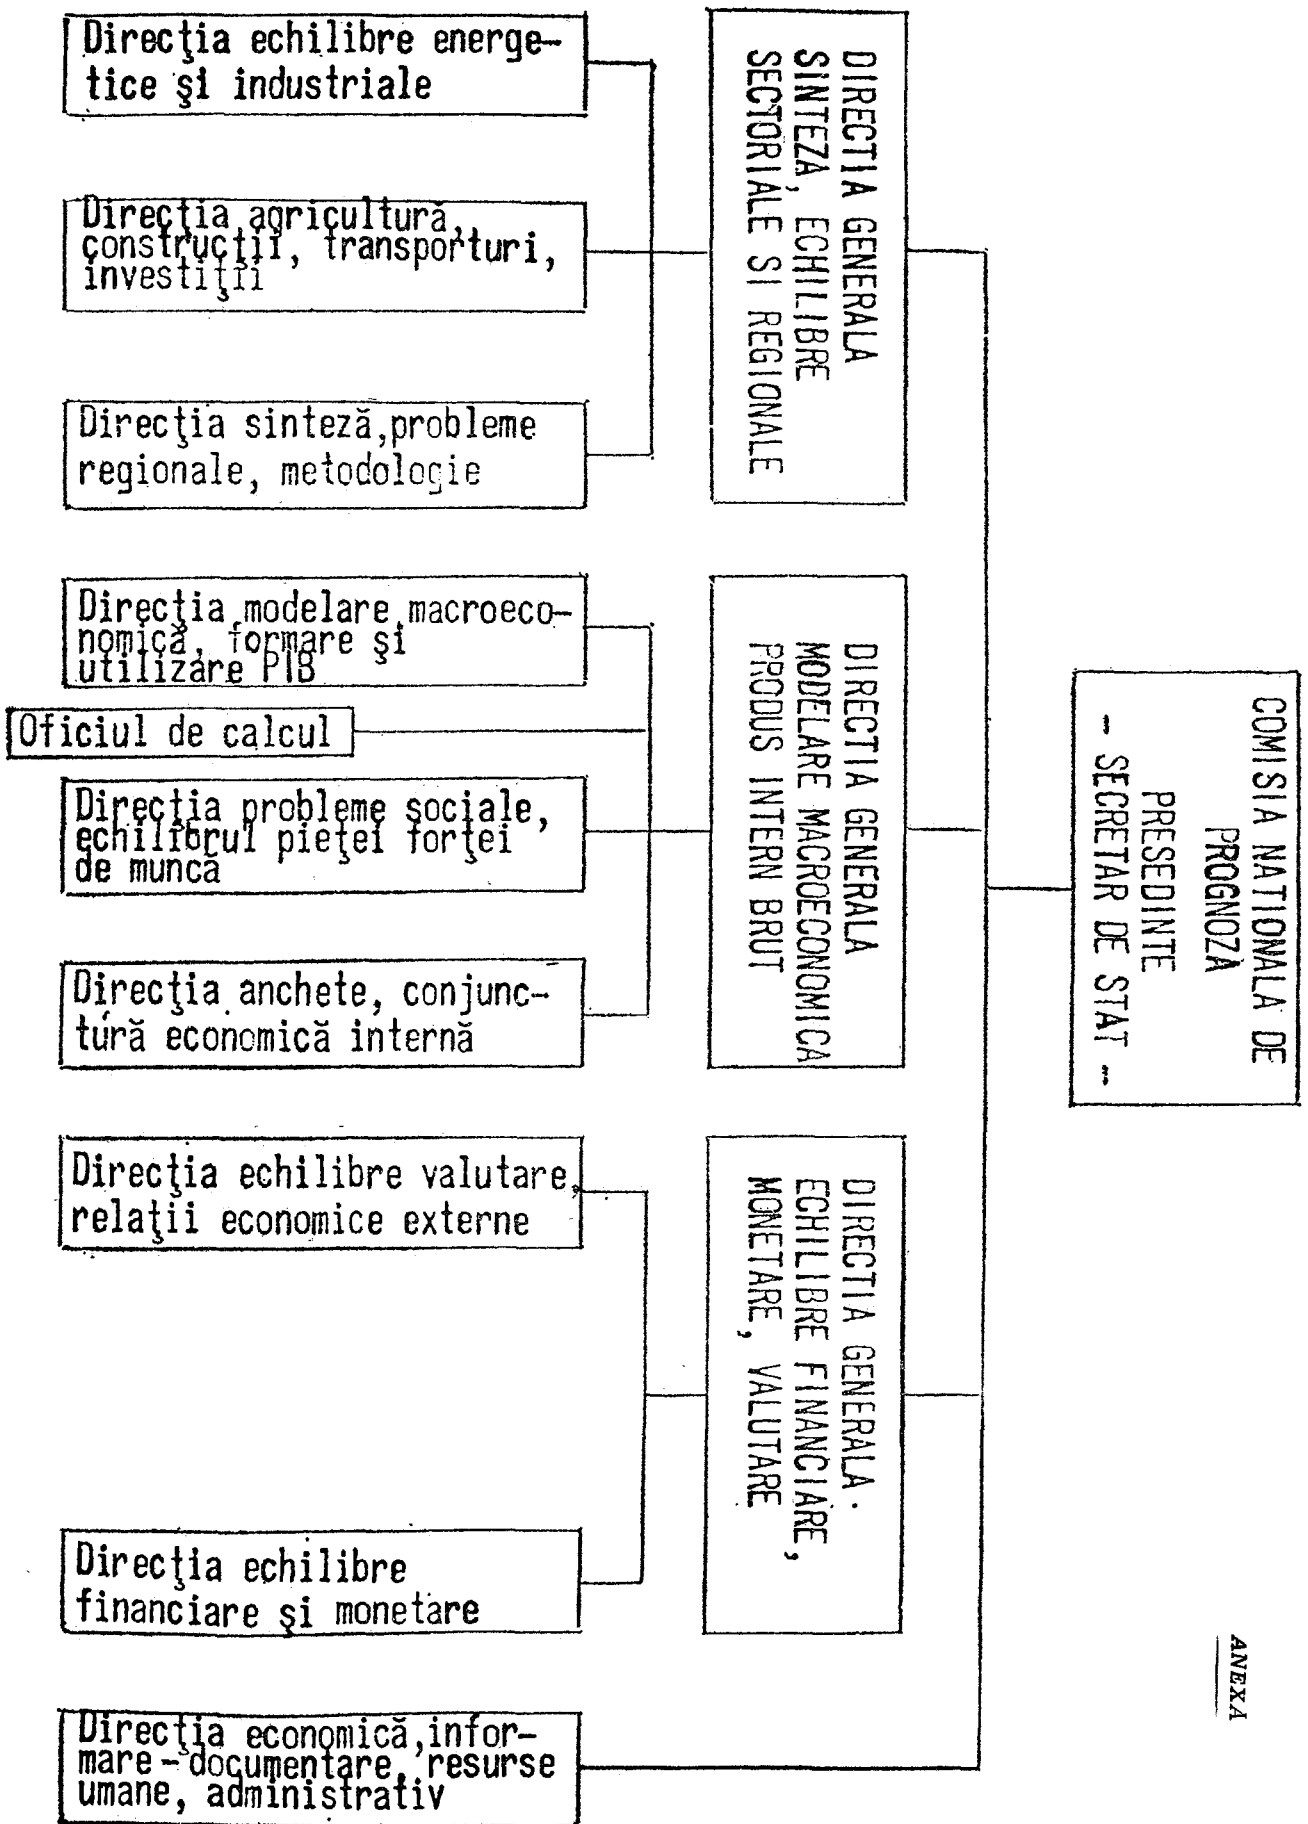 ANEXA
COMISIA NATIONALA DE
PROGNOZĂ
PRESEDINTE
- SECRETAR DE STAT -
DIRECTIA GENERALA
SINTEZA, ECHILIBRE
SECTORIALE SI REGIONALE
Direcţia echilibre energe-
tice şi industriale
Direcţia agricultură,
construcţii, transporturi,
investiţii
Direcţia sinteză, probleme
regionale, metodologie
DIRECTIA GENERALA
MODELARE MACROECONOMICA
PRODUS INTERN BRUT
Direcţia modelare macroeco-
nomică, formare şi
utilizare PIB
Oficiul de calcul
Direcţia probleme sociale,
echilibrul pieţei forţei
de muncă
Direcţia anchete, conjunc-
tură economică internă
DIRECTIA GENERALA
ECHILIBRE FINANCIARE,
MONETARE, VALUTARE
Direcţia echilibre valutare,
relaţii economice externe
Direcţia echilibre
financiare şi monetare
Direcţia economică, infor-
mare-documentare, resurse
umane, administrativ